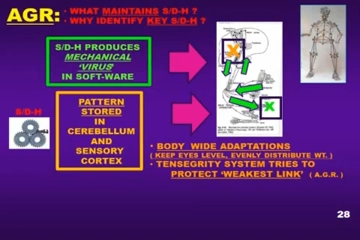 AGR: • WHAT MAINTAINS S/D-H ?
• WHY IDENTIFY KEY S/D-H ?
S/D-H PRODUCES
MECHANICAL
'VIRUS'
IN SOFT-WARE
S/D-H
PATTERN
STORED
IN
CEREBELLUM
AND
SENSORY
CORTEX
• BODY WIDE ADAPTATIONS
( KEEP EYES LEVEL, EVENLY DISTRIBUTE WT. )
• TENSEGRITY SYSTEM TRIES TO
PROTECT 'WEAKEST LINK' ( A.G.R. )
28